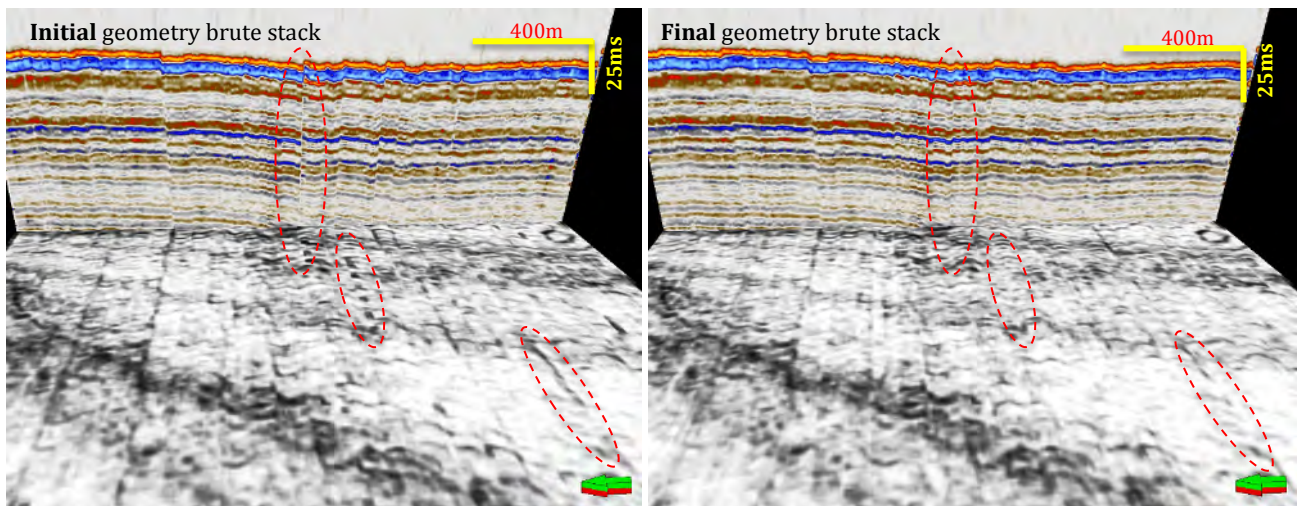 Initial geometry brute stack
400m
25ms
Final geometry brute stack
400m
25ms